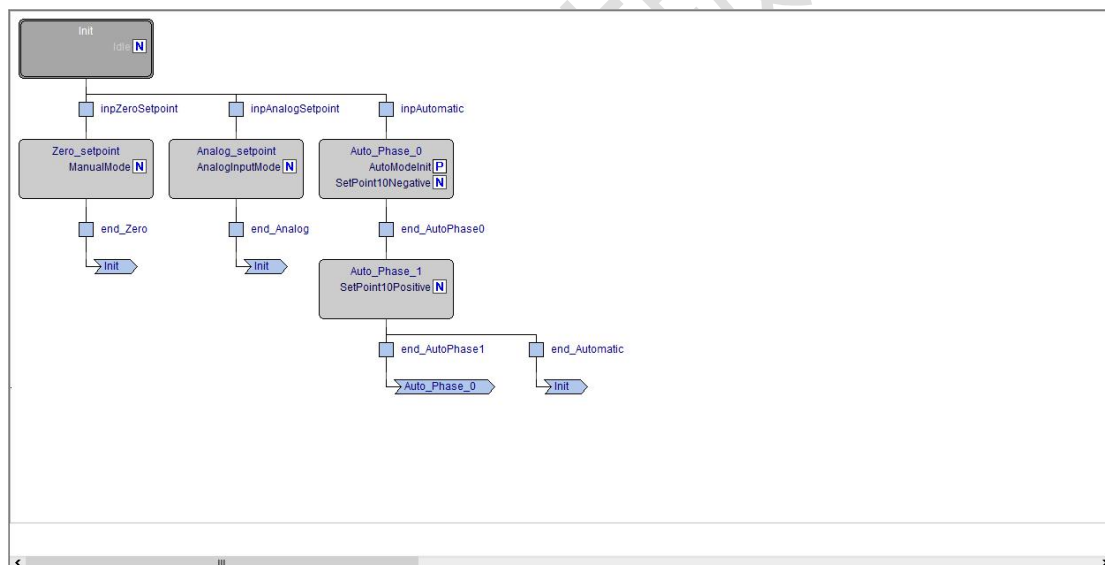 Init
Idle N
inpZeroSetpoint
inpAnalogSetpoint
inpAutomatic
Zero_setpoint
ManualMode N
Analog_setpoint
AnalogInputMode N
Auto_Phase_0
AutoModeInit P
SetPoint10Negative N
end_Zero
end_Analog
end_AutoPhase0
Init
Init
Auto_Phase_1
SetPoint10Positive N
end_AutoPhase1
end_Automatic
Auto_Phase_0
Init